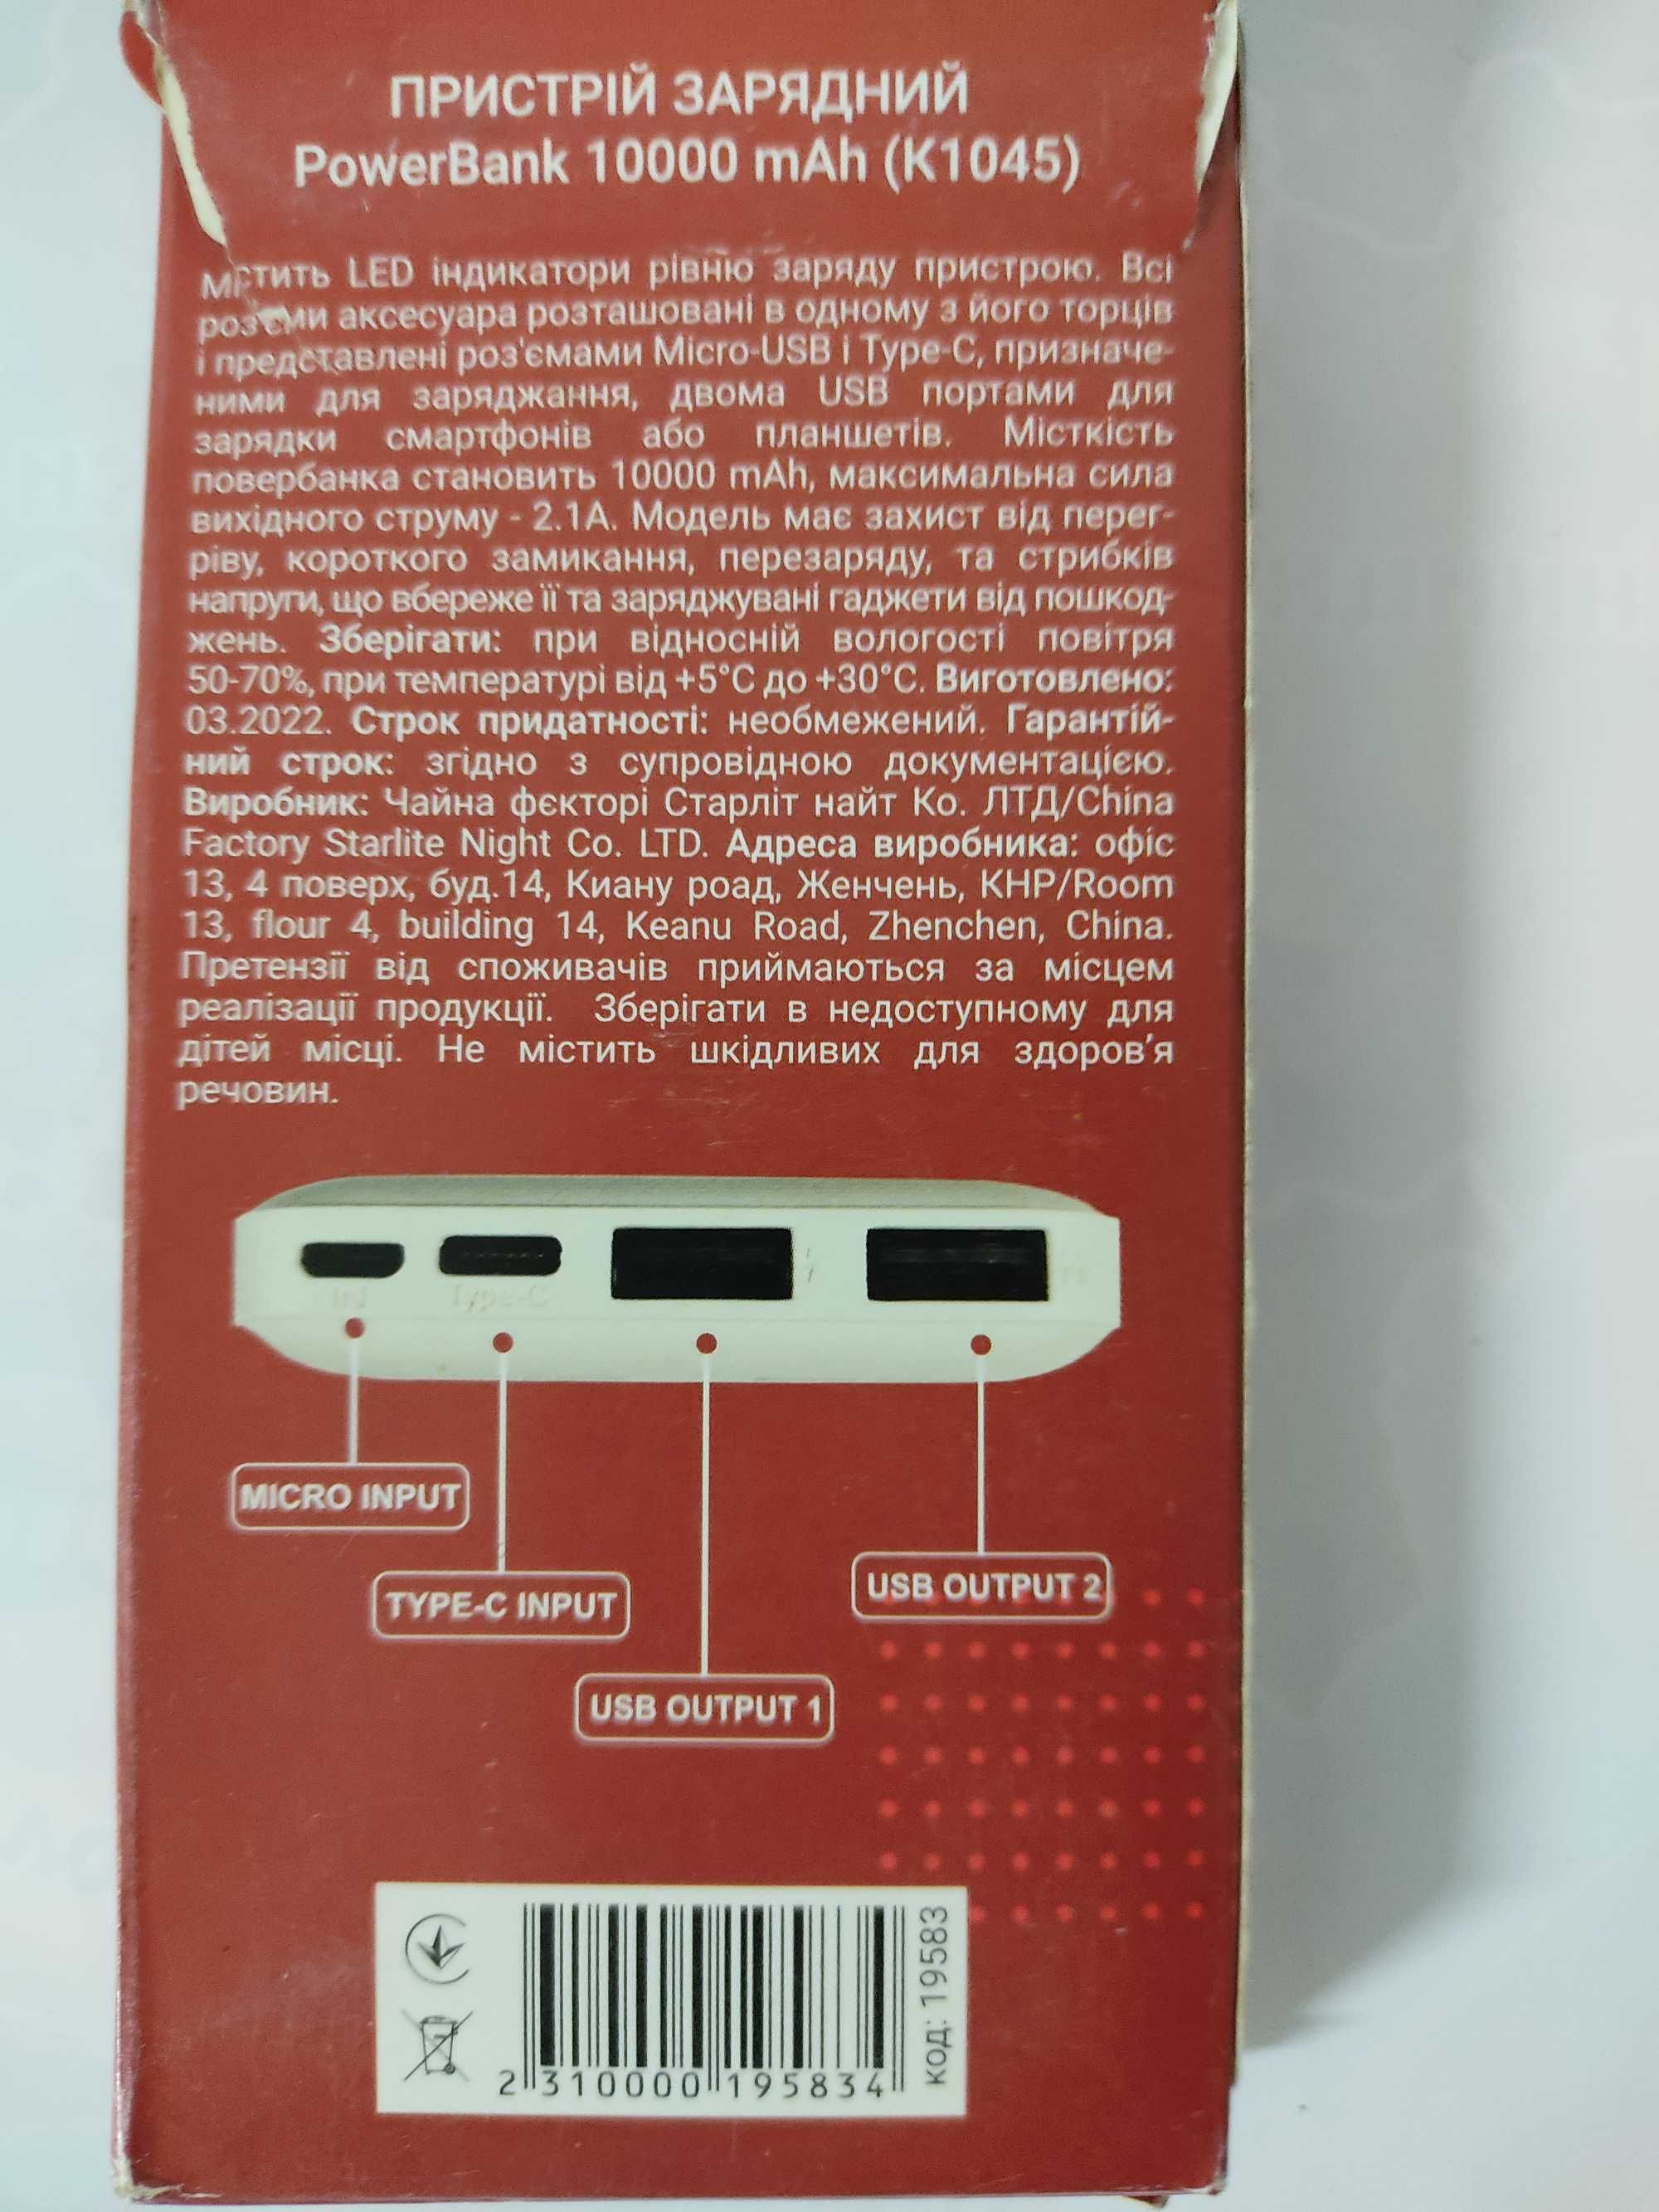 ПРИСТРІЙ ЗАРЯДНИЙ
PowerBank 10000 mAh (K1045)
Містить LED індикатори рівню заряду пристрою. Всі
роз'єми аксесуара розташовані в одному з його торців
і представлені роз'ємами Micro-USB і Type-C, призначе-
ними для заряджання, двома USB портами для
зарядки смартфонів або планшетів. Місткість
повербанка становить 10000 mAh, максимальна сила
вихідного струму - 2.1A. Модель має захист від перег-
ріву, короткого замикання, перезаряду, та стрибків
напруги, що вбереже її та заряджувані гаджети від пошкод-
жень. Зберігати: при відносній вологості повітря
50-70%, при температурі від +5°C до +30°C. Виготовлено:
03.2022. Строк придатності: необмежений. Гарантій-
ний строк: згідно з супровідною документацією.
Виробник: Чайна фєкторі Старліт найт Ко. ЛТД/China
Factory Starlite Night Co. LTD. Адреса виробника: офіс
13, 4 поверх, буд.14, Киану роад, Женчень, КНР/Room
13, flour 4, building 14, Keanu Road, Zhenchen, China.
Претензії від споживачів приймаються за місцем
реалізації продукції. Зберігати в недоступному для
дітей місці. Не містить шкідливих для здоров'я
речовин.
Type-C
MICRO INPUT
TYPE-C INPUT
USB OUTPUT 2
USB OUTPUT 1
код: 19583
2 310000 195834